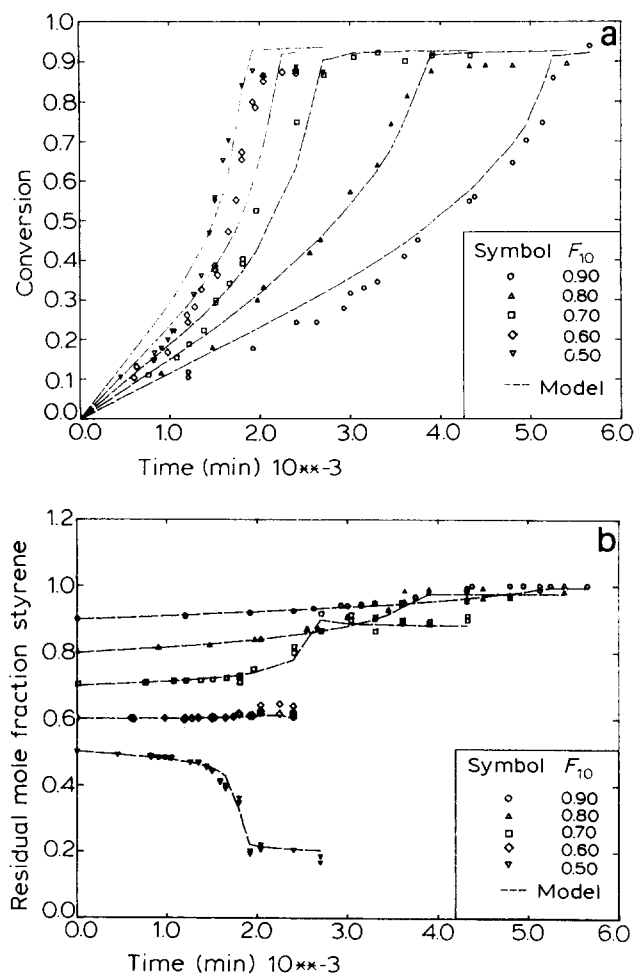 a
1.0
0.9
0.8
0.7
0.6
0.5
0.4
0.3
0.2
0.1
0.0
Conversion
Symbol F10
0.90
0.80
0.70
0.60
0.50
Model
0.0 1.0 2.0 3.0 4.0 5.0 6.0
Time (min) 10**-3
b
1.2
1.0
0.8
0.6
0.4
0.2
0.0
Residual mole fraction styrene
Symbol F10
0.90
0.80
0.70
0.60
0.50
Model
0.0 1.0 2.0 3.0 4.0 5.0 6.0
Time (min) 10**-3